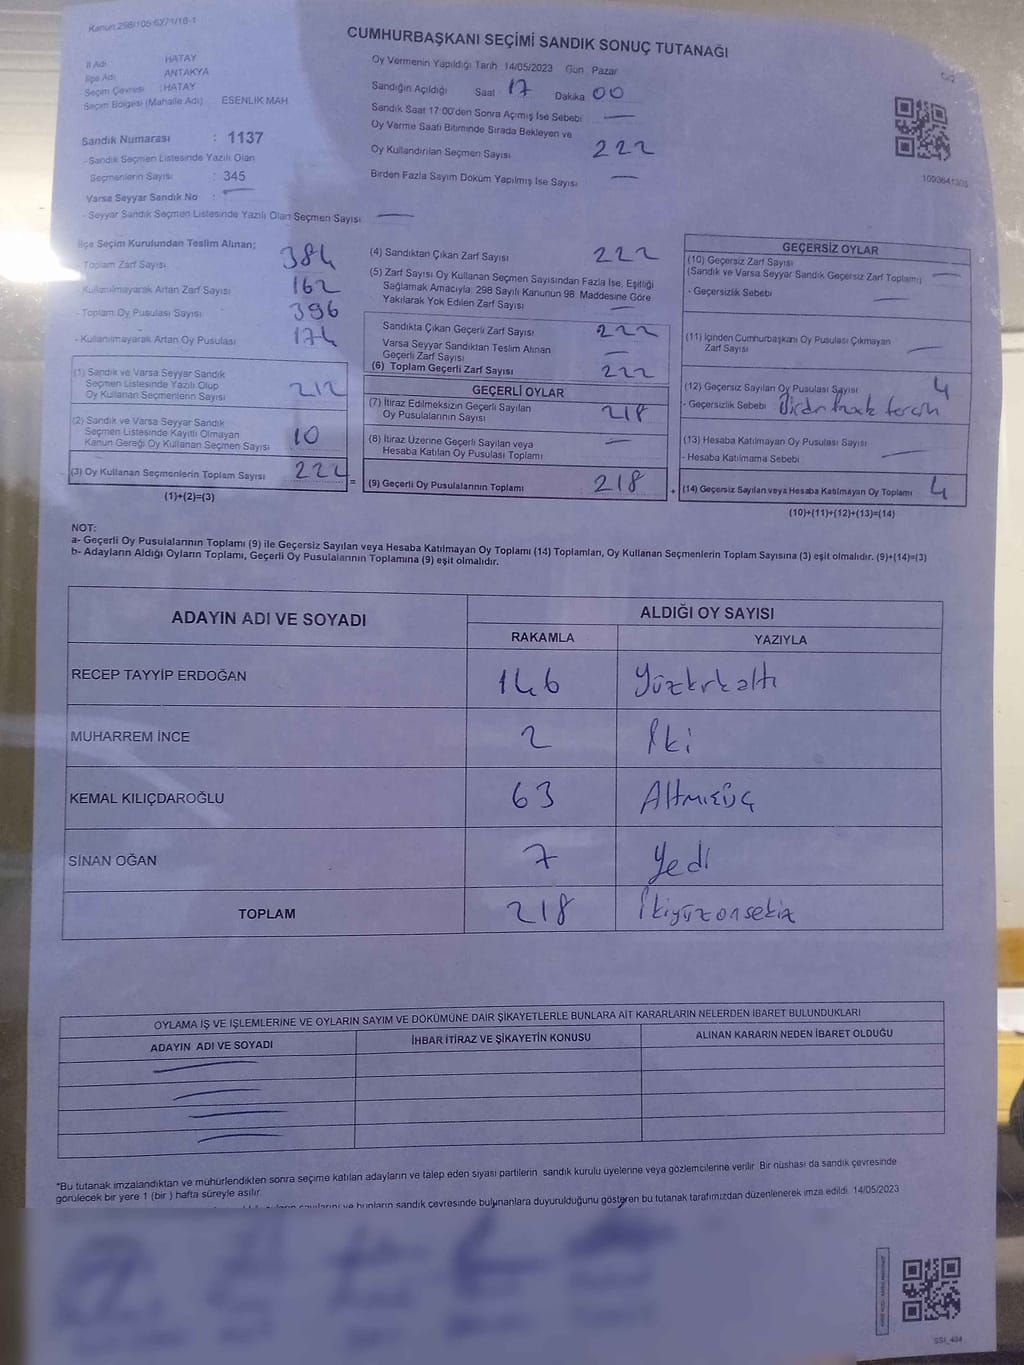 Kanun:298/105-6271/16-1
CUMHURBAŞKANI SEÇİMİ SANDIK SONUÇ TUTANAĞI
İl Adı : HATAY
İlçe Adı : ANTAKYA
Seçim Çevresi : HATAY
Seçim Bölgesi (Mahalle Adı) : ESENLİK MAH
Sandık Numarası : 1137
- Sandık Seçmen Listesinde Yazılı Olan
Seçmenlerin Sayısı : 345
Varsa Seyyar Sandık No :
- Seyyar Sandık Seçmen Listesinde Yazılı Olan Seçmen Sayısı
Oy Vermenin Yapıldığı Tarih 14/05/2023 Gün Pazar
Sandığın Açıldığı Saat 17 Dakika 00
Sandık Saat 17:00'den Sonra Açımış İse Sebebi
Oy Verme Saati Bitiminde Sırada Bekleyen ve
Oy Kullandırılan Seçmen Sayısı 222
Birden Fazla Sayım Döküm Yapılmış İse Sayısı
1093641305
İlçe Seçim Kurulundan Teslim Alınan;
- Toplam Zarf Sayısı 384
- Kullanılmayarak Artan Zarf Sayısı 162
- Toplam Oy Pusulası Sayısı 396
- Kullanılmayarak Artan Oy Pusulası 174
(1) Sandık ve Varsa Seyyar Sandık
Seçmen Listesinde Yazılı Olup
Oy Kullanan Seçmenlerin Sayısı 212
(2) Sandık ve Varsa Seyyar Sandık
Seçmen Listesinde Kayıtlı Olmayan
Kanun Gereği Oy Kullanan Seçmen Sayısı 10
(3) Oy Kullanan Seçmenlerin Toplam Sayısı 222 =
(1)+(2)=(3)
(4) Sandıktan Çıkan Zarf Sayısı 222
(5) Zarf Sayısı Oy Kullanan Seçmen Sayısından Fazla İse, Eşitliği
Sağlamak Amacıyla, 298 Sayılı Kanunun 98. Maddesine Göre
Yakılarak Yok Edilen Zarf Sayısı
Sandıkta Çıkan Geçerli Zarf Sayısı 222
Varsa Seyyar Sandıktan Teslim Alınan
Geçerli Zarf Sayısı
(6) Toplam Geçerli Zarf Sayısı 222
GEÇERLİ OYLAR
(7) İtiraz Edilmeksizin Geçerli Sayılan
Oy Pusulalarının Sayısı 218
(8) İtiraz Üzerine Geçerli Sayılan veya
Hesaba Katılan Oy Pusulası Toplamı
(9) Geçerli Oy Pusulalarının Toplamı 218 +
GEÇERSİZ OYLAR
(10) Geçersiz Zarf Sayısı
(Sandık ve Varsa Seyyar Sandık Geçersiz Zarf Toplamı)
- Geçersizlik Sebebi
(11) İçinden Cumhurbaşkanı Oy Pusulası Çıkmayan
Zarf Sayısı
(12) Geçersiz Sayılan Oy Pusulası Sayısı 4
- Geçersizlik Sebebi tercih
(13) Hesaba Katılmayan Oy Pusulası Sayısı
- Hesaba Katılmama Sebebi
(14) Geçersiz Sayılan veya Hesaba Katılmayan Oy Toplamı 4
(10)+(11)+(12)+(13)=(14)
NOT:
a- Geçerli Oy Pusulalarının Toplamı (9) ile Geçersiz Sayılan veya Hesaba Katılmayan Oy Toplamı (14) Toplamları, Oy Kullanan Seçmenlerin Toplam Sayısına (3) eşit olmalıdır. (9)+(14)=(3)
b- Adayların Aldığı Oyların Toplamı, Geçerli Oy Pusulalarının Toplamına (9) eşit olmalıdır.
ADAYIN ADI VE SOYADI ALDIĞI OY SAYISI
RAKAMLA YAZIYLA
RECEP TAYYİP ERDOĞAN 146 Yüzkırkaltı
MUHARREM İNCE 2 İki
KEMAL KILIÇDAROĞLU 63 Altmışüç
SİNAN OĞAN 7 Yedi
TOPLAM 218 İkiyüzonsekiz
OYLAMA İŞ VE İŞLEMLERİNE VE OYLARIN SAYIM VE DÖKÜMÜNE DAİR ŞİKAYETLERLE BUNLARA AİT KARARLARIN NELERDEN İBARET BULUNDUKLARI
ADAYIN ADI VE SOYADI İHBAR İTİRAZ VE ŞİKAYETİN KONUSU ALINAN KARARIN NEDEN İBARET OLDUĞU
*Bu tutanak imzalandıktan ve mühürlendikten sonra seçime katılan adayların ve talep eden siyasi partilerin sandık kurulu üyelerine veya gözlemcilerine verilir. Bir nüshası da sandık çevresinde
görülecek bir yere 1 (bir ) hafta süreyle asılır.
ve bunların sandık çevresinde bulunanlara duyurulduğunu gösteren bu tutanak tarafımızdan düzenlenerek imza edildi. 14/05/2023